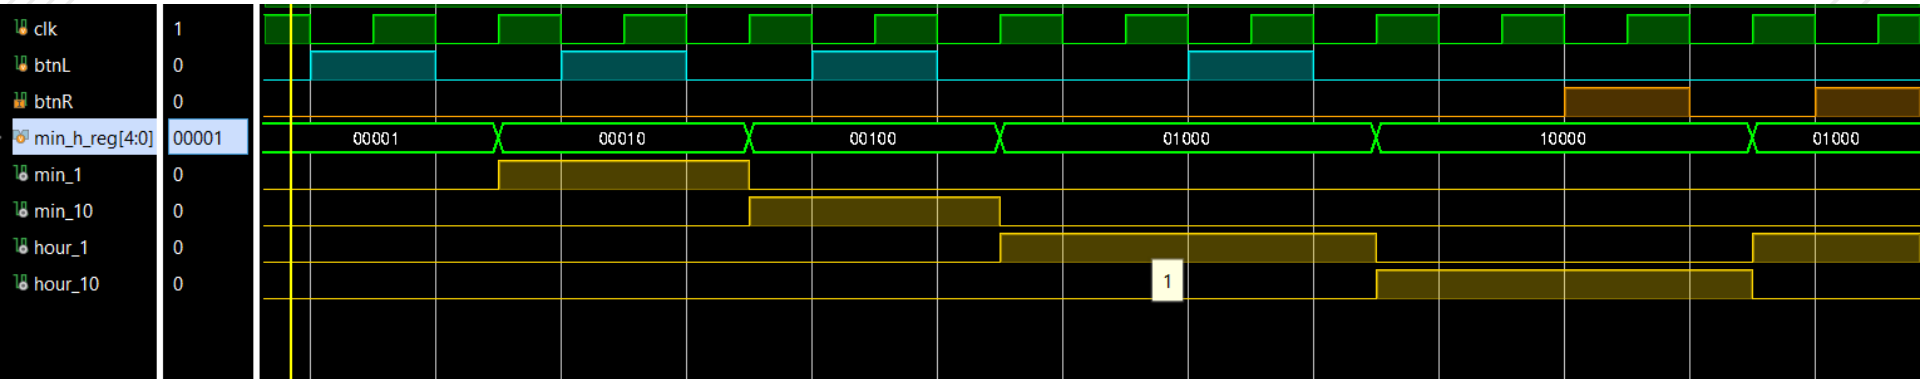 clk 1
btnL 0
btnR 0
min_h_reg[4:0] 00001 00001 00010 00100 01000 10000 01000
min_1 0
min_10 0
hour_1 0
hour_10 0 1